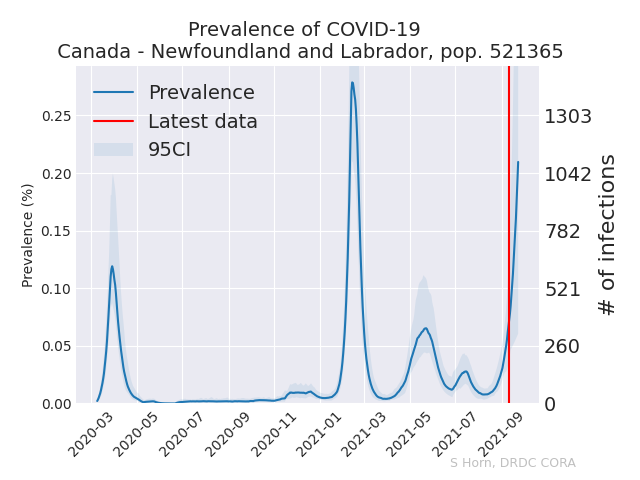 Prevalence of COVID-19
Canada - Newfoundland and Labrador, pop. 521365
Prevalence
Latest data
95CI
Prevalence (%)
0.25
0.20
0.15
0.10
0.05
0.00
1303
1042
782
521
260
0
# of infections
2020-03
2020-05
2020-07
2020-09
2020-11
2021-01
2021-03
2021-05
2021-07
2021-09
S Horn, DRDC CORA